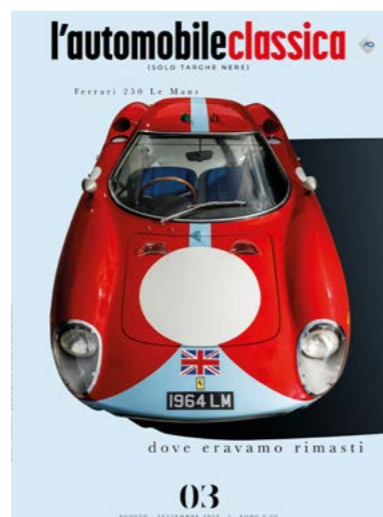 l'automobileclassica
(SOLO TARGHE NERE)
Ferrari 250 Le Mans
1964 LM
dove eravamo rimasti
03